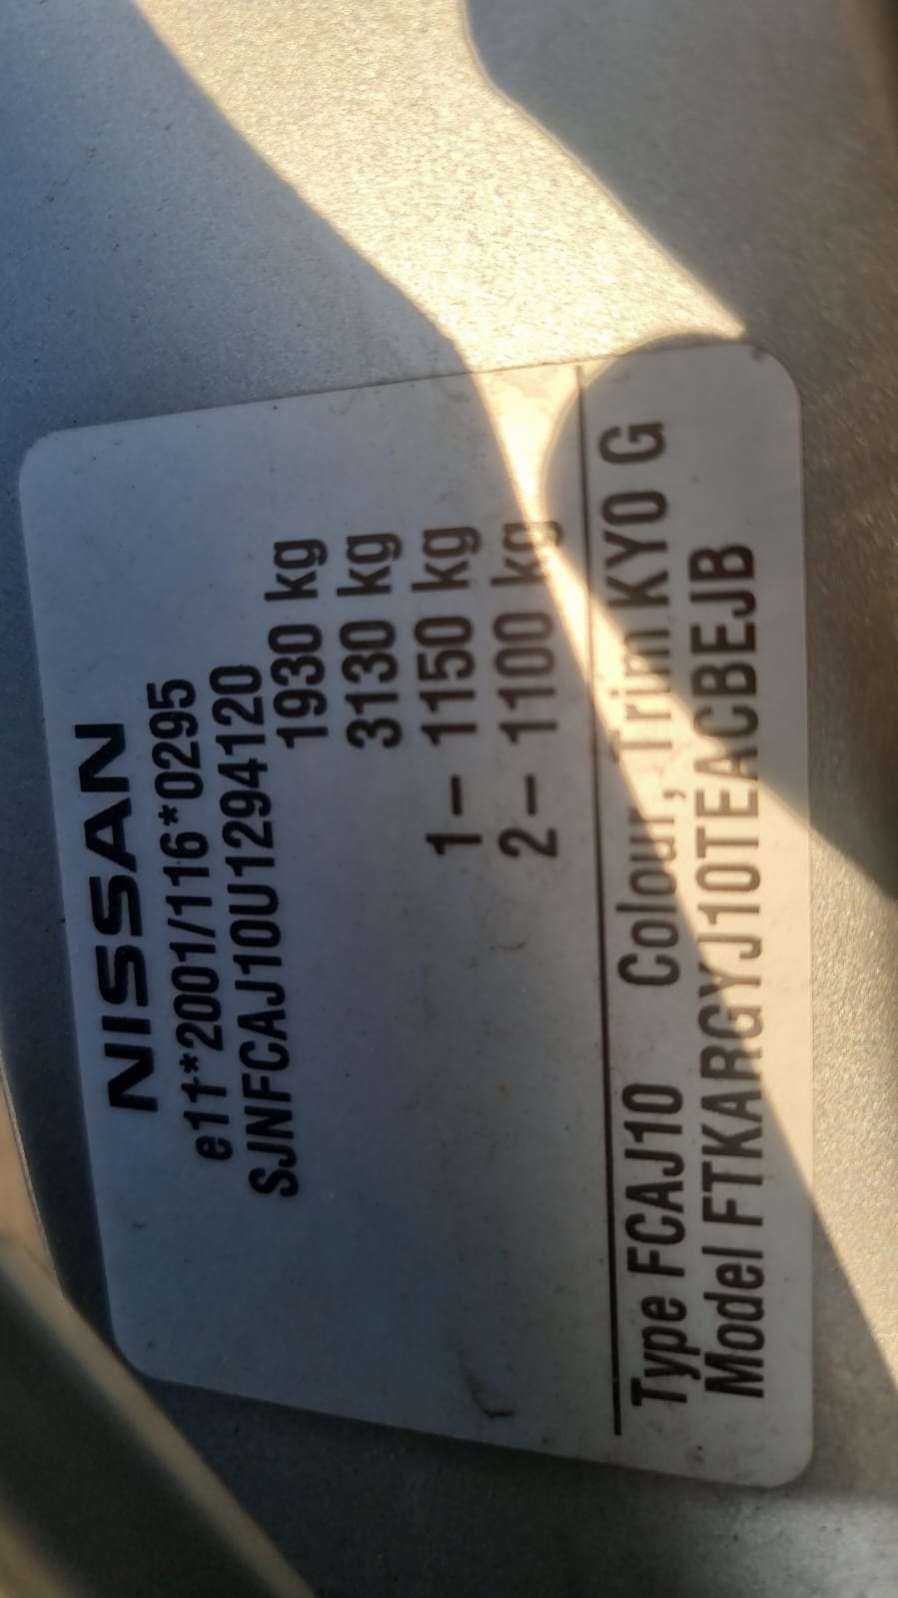 NISSAN
e11*2001/116*0295
SJNFCAJ10U1294120
1930 kg
3130 kg
1– 1150 kg
2– 1100 kg
Type FCAJ10 Colour, Trim KY0 G
Model FTKARGYJ10TEACBEJB